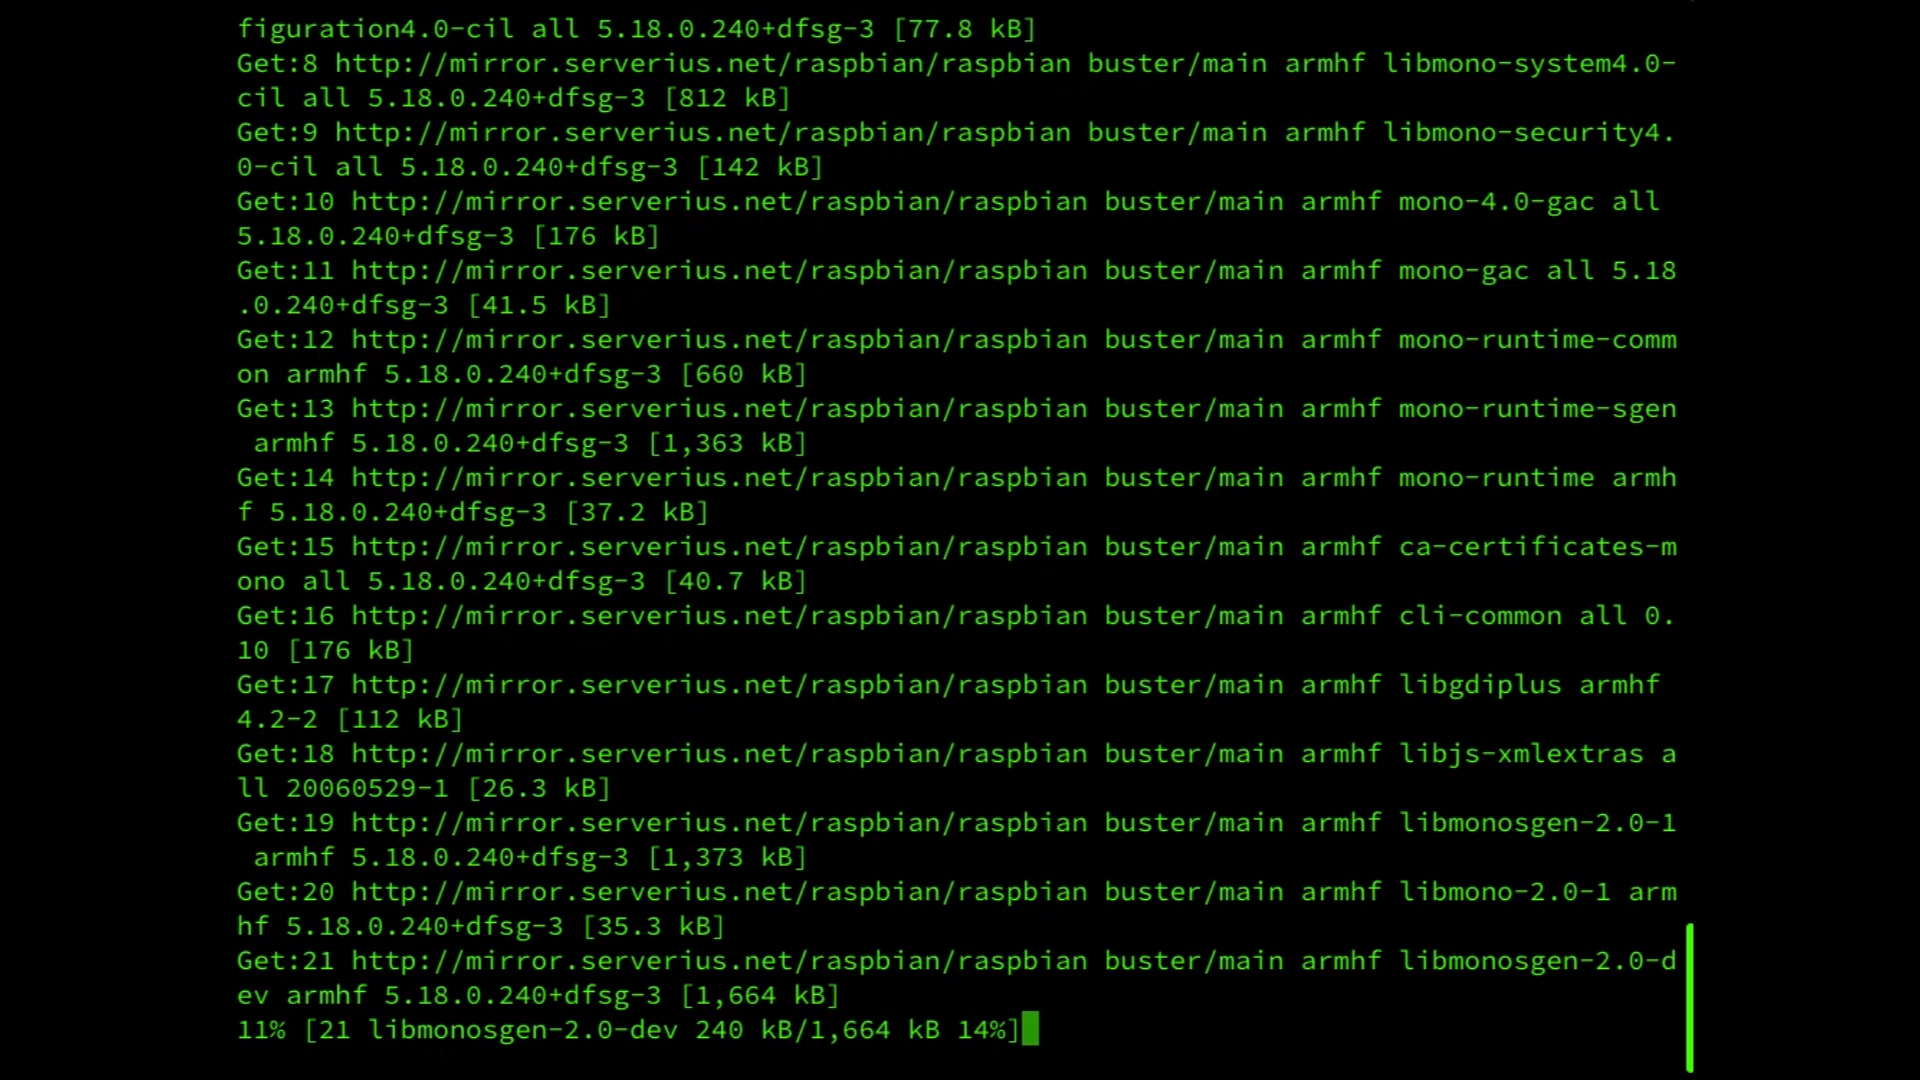 figuration4.0-cil all 5.18.0.240+dfsg-3 [77.8 kB]
Get:8 http://mirror.serverius.net/raspbian/raspbian buster/main armhf libmono-system4.0-
cil all 5.18.0.240+dfsg-3 [812 kB]
Get:9 http://mirror.serverius.net/raspbian/raspbian buster/main armhf libmono-security4.
0-cil all 5.18.0.240+dfsg-3 [142 kB]
Get:10 http://mirror.serverius.net/raspbian/raspbian buster/main armhf mono-4.0-gac all
5.18.0.240+dfsg-3 [176 kB]
Get:11 http://mirror.serverius.net/raspbian/raspbian buster/main armhf mono-gac all 5.18
.0.240+dfsg-3 [41.5 kB]
Get:12 http://mirror.serverius.net/raspbian/raspbian buster/main armhf mono-runtime-comm
on armhf 5.18.0.240+dfsg-3 [660 kB]
Get:13 http://mirror.serverius.net/raspbian/raspbian buster/main armhf mono-runtime-sgen
 armhf 5.18.0.240+dfsg-3 [1,363 kB]
Get:14 http://mirror.serverius.net/raspbian/raspbian buster/main armhf mono-runtime armh
f 5.18.0.240+dfsg-3 [37.2 kB]
Get:15 http://mirror.serverius.net/raspbian/raspbian buster/main armhf ca-certificates-m
ono all 5.18.0.240+dfsg-3 [40.7 kB]
Get:16 http://mirror.serverius.net/raspbian/raspbian buster/main armhf cli-common all 0.
10 [176 kB]
Get:17 http://mirror.serverius.net/raspbian/raspbian buster/main armhf libgdiplus armhf
4.2-2 [112 kB]
Get:18 http://mirror.serverius.net/raspbian/raspbian buster/main armhf libjs-xmlextras a
ll 20060529-1 [26.3 kB]
Get:19 http://mirror.serverius.net/raspbian/raspbian buster/main armhf libmonosgen-2.0-1
 armhf 5.18.0.240+dfsg-3 [1,373 kB]
Get:20 http://mirror.serverius.net/raspbian/raspbian buster/main armhf libmono-2.0-1 arm
hf 5.18.0.240+dfsg-3 [35.3 kB]
Get:21 http://mirror.serverius.net/raspbian/raspbian buster/main armhf libmonosgen-2.0-d
ev armhf 5.18.0.240+dfsg-3 [1,664 kB]
11% [21 libmonosgen-2.0-dev 240 kB/1,664 kB 14%]